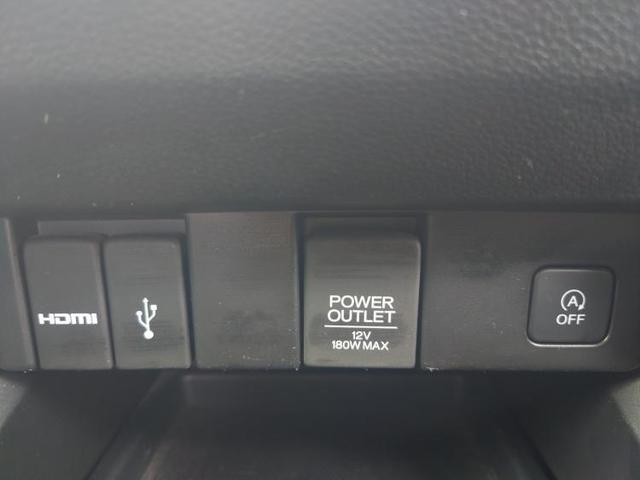 HDMI
POWER
OUTLET
12V
180W MAX
A
OFF